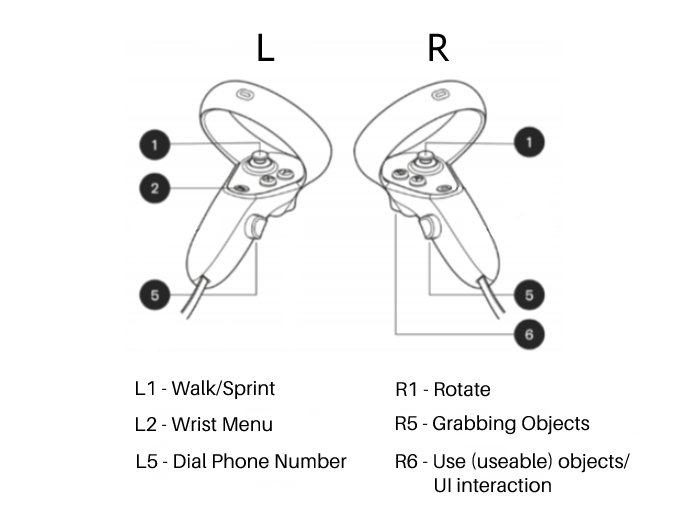 L R
1 1
2
5 5
6
L1 - Walk/Sprint
R1 - Rotate
L2 - Wrist Menu
R5 - Grabbing Objects
L5 - Dial Phone Number
R6 - Use (useable) objects/
UI interaction